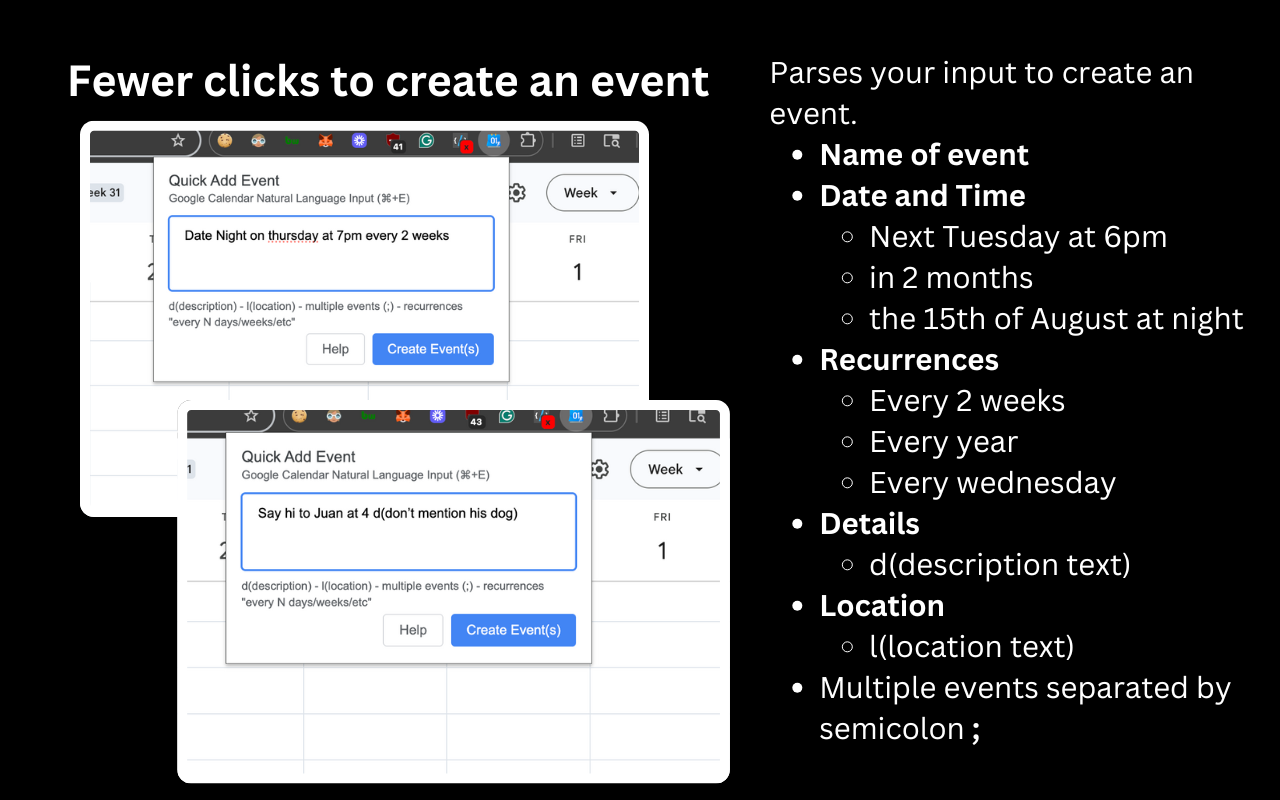 Fewer clicks to create an event
41
eek 31
Quick Add Event
Google Calendar Natural Language Input (⌘+E)
Week
Date Night on thursday at 7pm every 2 weeks
FRI
1
d(description) - l(location) - multiple events (;) - recurrences
"every N days/weeks/etc"
Help
Create Event(s)
43
Quick Add Event
Google Calendar Natural Language Input (⌘+E)
Week
Say hi to Juan at 4 d(don't mention his dog)
FRI
1
d(description) - l(location) - multiple events (;) - recurrences
"every N days/weeks/etc"
Help
Create Event(s)
Parses your input to create an
event.
• Name of event
• Date and Time
◦ Next Tuesday at 6pm
◦ in 2 months
◦ the 15th of August at night
• Recurrences
◦ Every 2 weeks
◦ Every year
◦ Every wednesday
• Details
◦ d(description text)
• Location
◦ l(location text)
• Multiple events separated by
semicolon ;